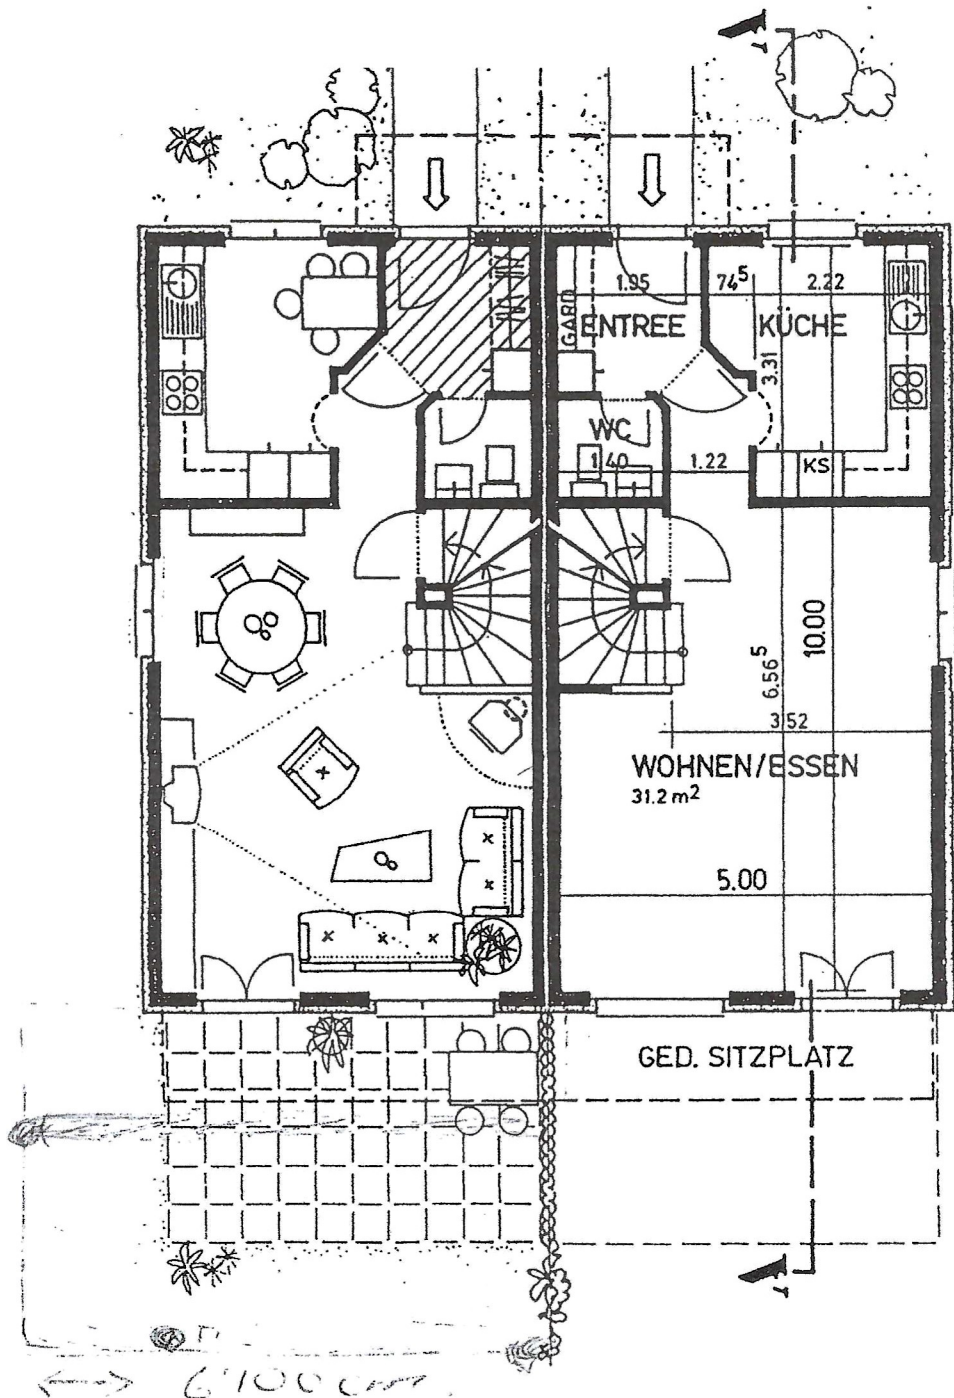 1.95 74⁵ 2.22
GARD
ENTREE KÜCHE
3.31
WC
1.40 1.22 KS
10.00
6.56⁵
3.52
WOHNEN/ESSEN
31.2 m²
5.00
GED. SITZPLATZ